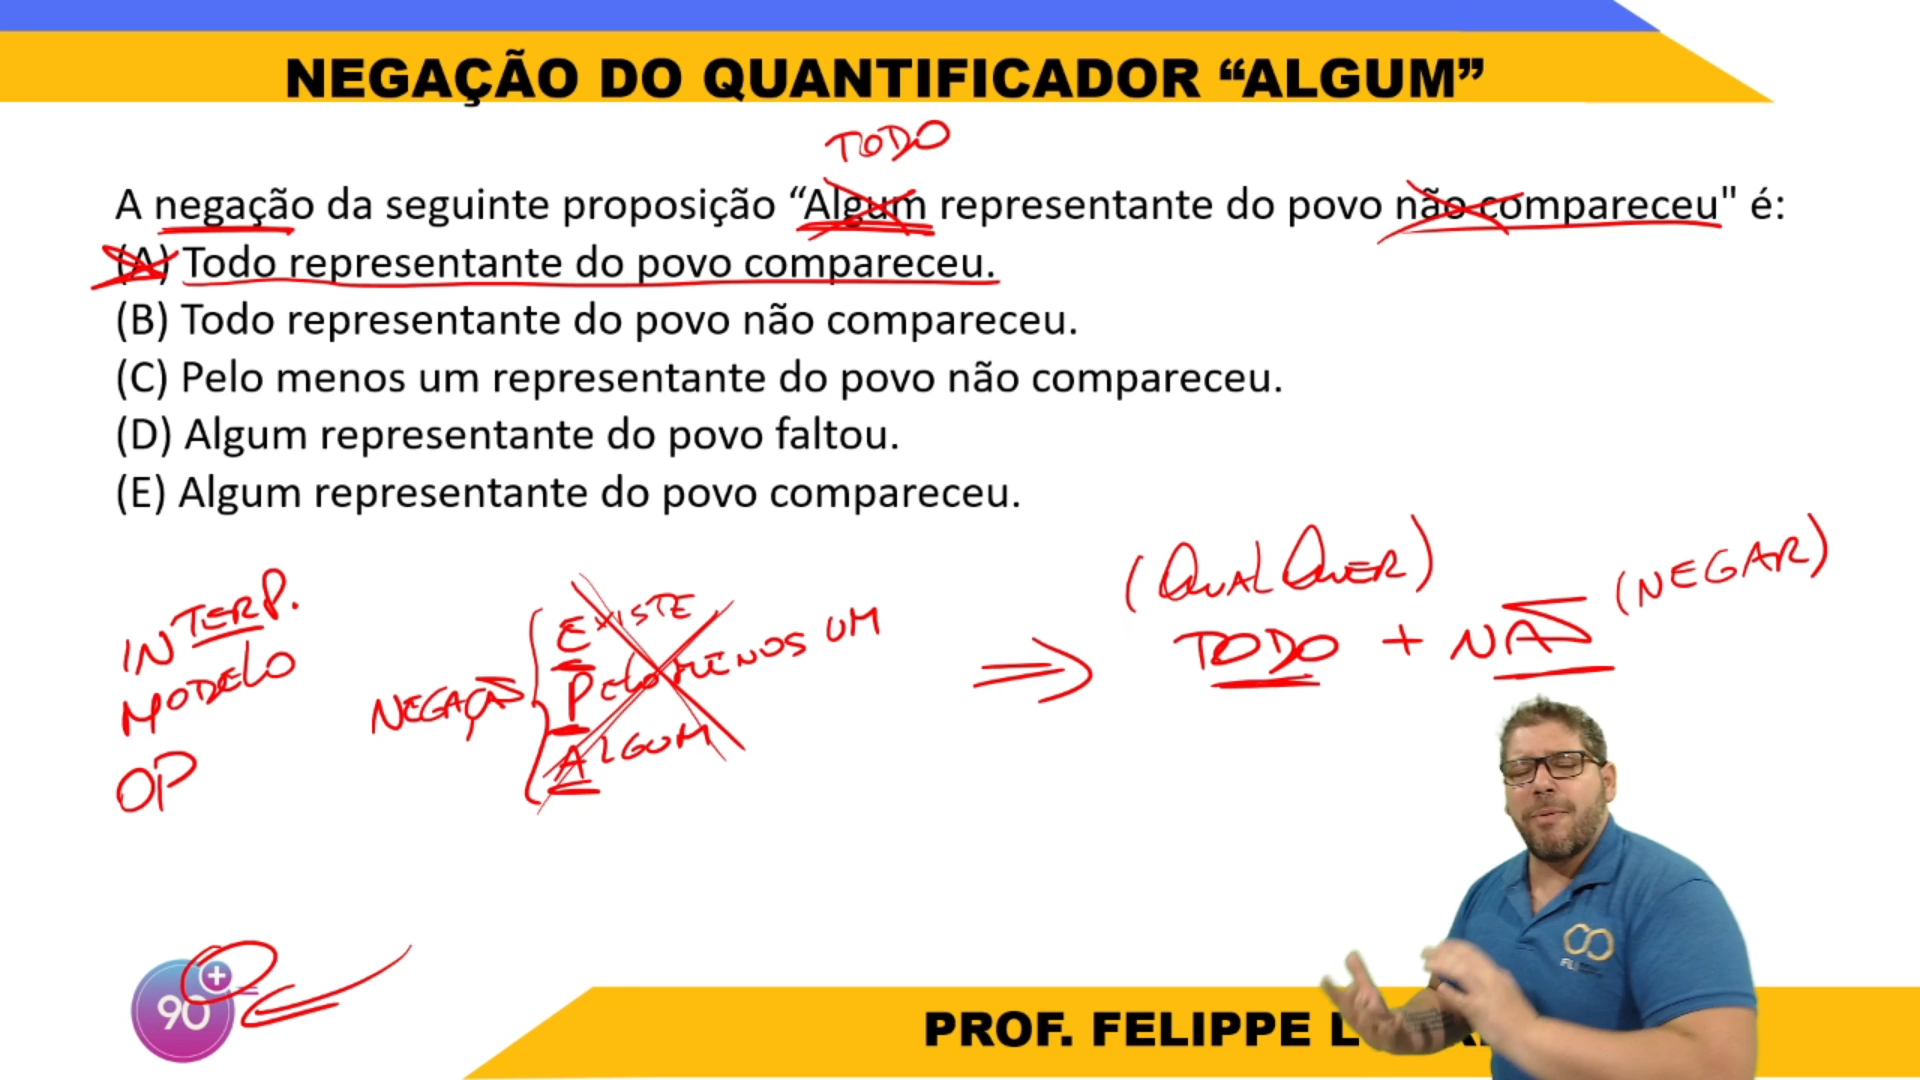 NEGAÇÃO DO QUANTIFICADOR “ALGUM”
TODO
A negação da seguinte proposição “Algum representante do povo não compareceu" é:
(A) Todo representante do povo compareceu.
(B) Todo representante do povo não compareceu.
(C) Pelo menos um representante do povo não compareceu.
(D) Algum representante do povo faltou.
(E) Algum representante do povo compareceu.
INTERP.
MODELO
OP
NEGAÇÃO
EXISTE
PELO MENOS UM
ALGUM
(QUALQUER)
(NEGAR)
TODO + NÃO
90+
PROF. FELIPPE